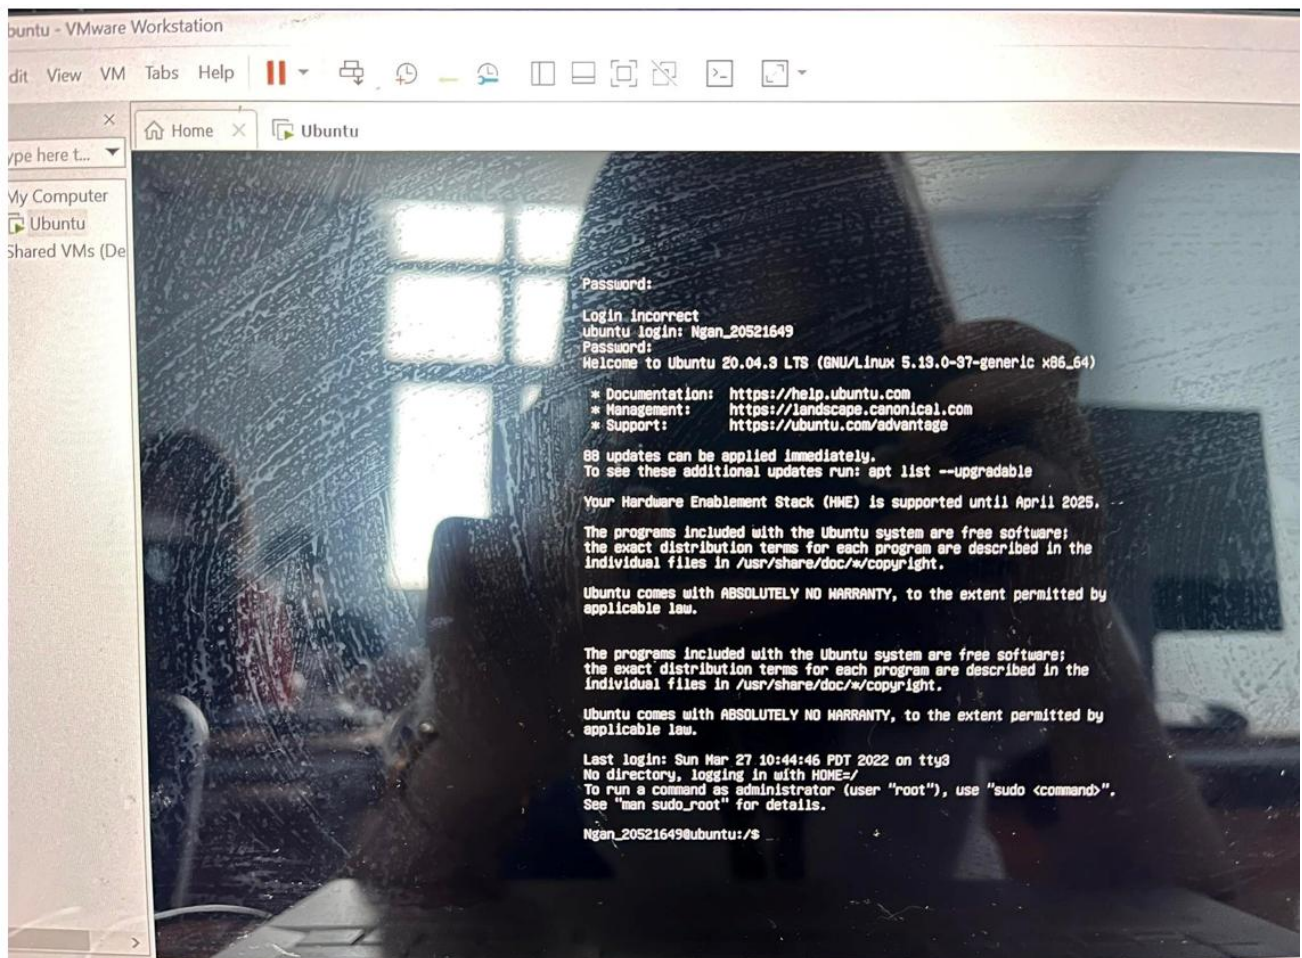 buntu - VMware Workstation
dit View VM Tabs Help
Home Ubuntu
ype here t...
My Computer
Ubuntu
Shared VMs (De
Password:
Login incorrect
ubuntu login: Ngan_20521649
Password:
Welcome to Ubuntu 20.04.3 LTS (GNU/Linux 5.13.0-37-generic x86_64)
* Documentation: https://help.ubuntu.com
* Management: https://landscape.canonical.com
* Support: https://ubuntu.com/advantage
88 updates can be applied immediately.
To see these additional updates run: apt list --upgradable
Your Hardware Enablement Stack (HWE) is supported until April 2025.
The programs included with the Ubuntu system are free software;
the exact distribution terms for each program are described in the
individual files in /usr/share/doc/*/copyright.
Ubuntu comes with ABSOLUTELY NO WARRANTY, to the extent permitted by
applicable law.
The programs included with the Ubuntu system are free software;
the exact distribution terms for each program are described in the
individual files in /usr/share/doc/*/copyright.
Ubuntu comes with ABSOLUTELY NO WARRANTY, to the extent permitted by
applicable law.
Last login: Sun Mar 27 10:44:46 PDT 2022 on tty3
No directory, logging in with HOME=/
To run a command as administrator (user "root"), use "sudo <command>".
See "man sudo_root" for details.
Ngan_20521649@ubuntu:/$ _